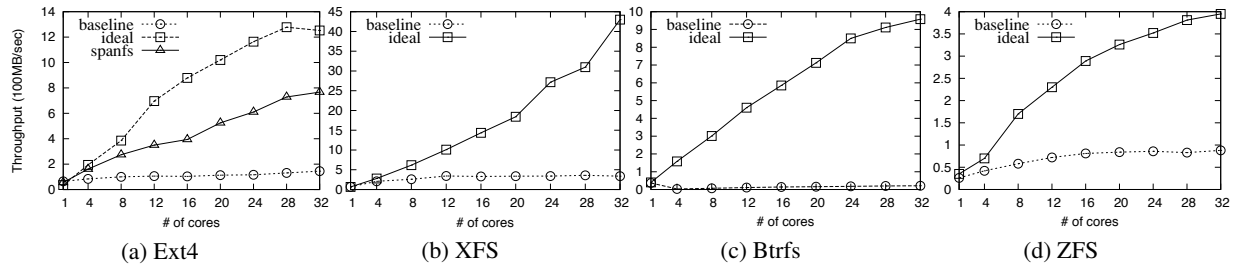 Throughput (100MB/sec)
14
12
10
8
6
4
2
0
baseline
ideal
spanfs
1 4 8 12 16 20 24 28 32
# of cores
(a) Ext4
45
40
35
30
25
20
15
10
5
0
baseline
ideal
1 4 8 12 16 20 24 28 32
# of cores
(b) XFS
10
9
8
7
6
5
4
3
2
1
0
baseline
ideal
1 4 8 12 16 20 24 28 32
# of cores
(c) Btrfs
4
3.5
3
2.5
2
1.5
1
0.5
0
baseline
ideal
1 4 8 12 16 20 24 28 32
# of cores
(d) ZFS